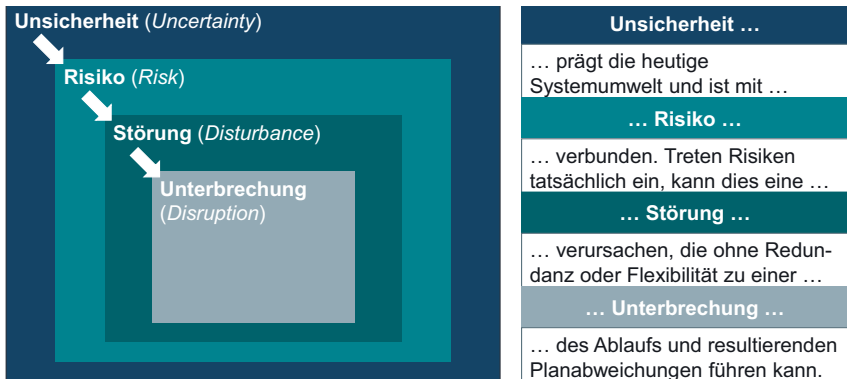 Unsicherheit (Uncertainty)
Risiko (Risk)
Störung (Disturbance)
Unterbrechung
(Disruption)
Unsicherheit …
… prägt die heutige
Systemumwelt und ist mit …
… Risiko …
… verbunden. Treten Risiken
tatsächlich ein, kann dies eine …
… Störung …
… verursachen, die ohne Redun-
danz oder Flexibilität zu einer …
… Unterbrechung …
… des Ablaufs und resultierenden
Planabweichungen führen kann.